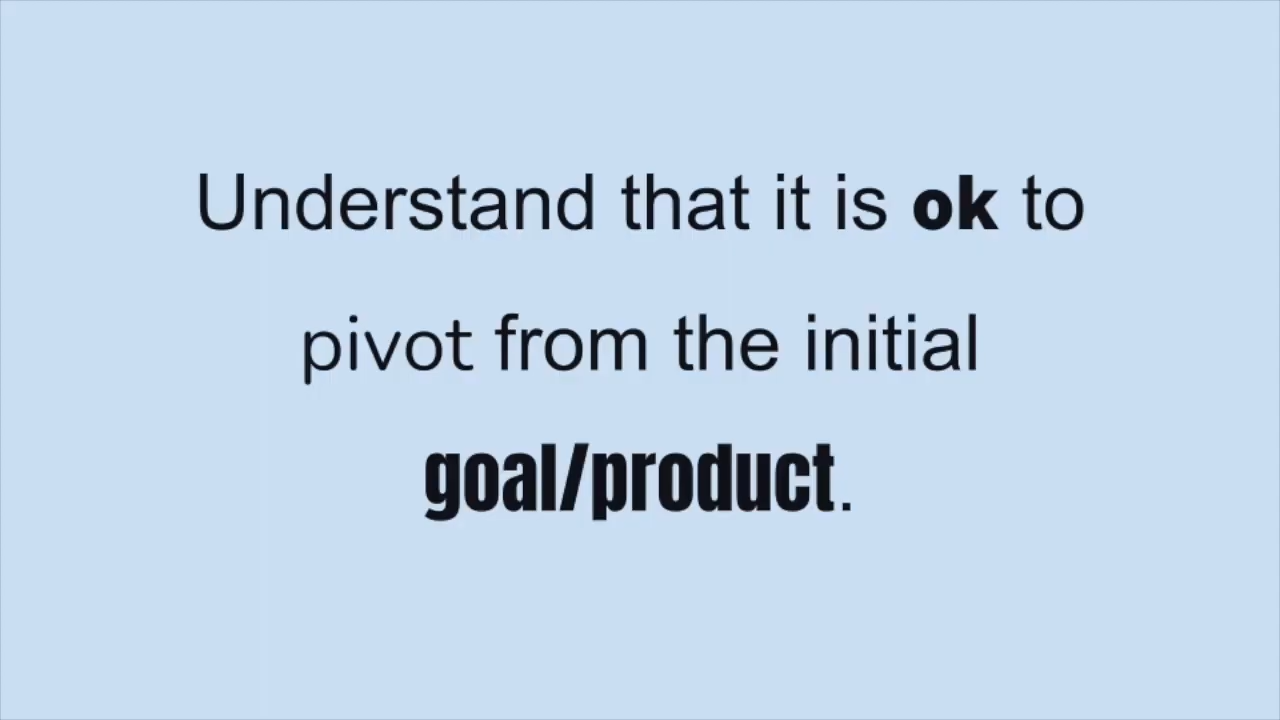 Understand that it is ok to
pivot from the initial
goal/product.